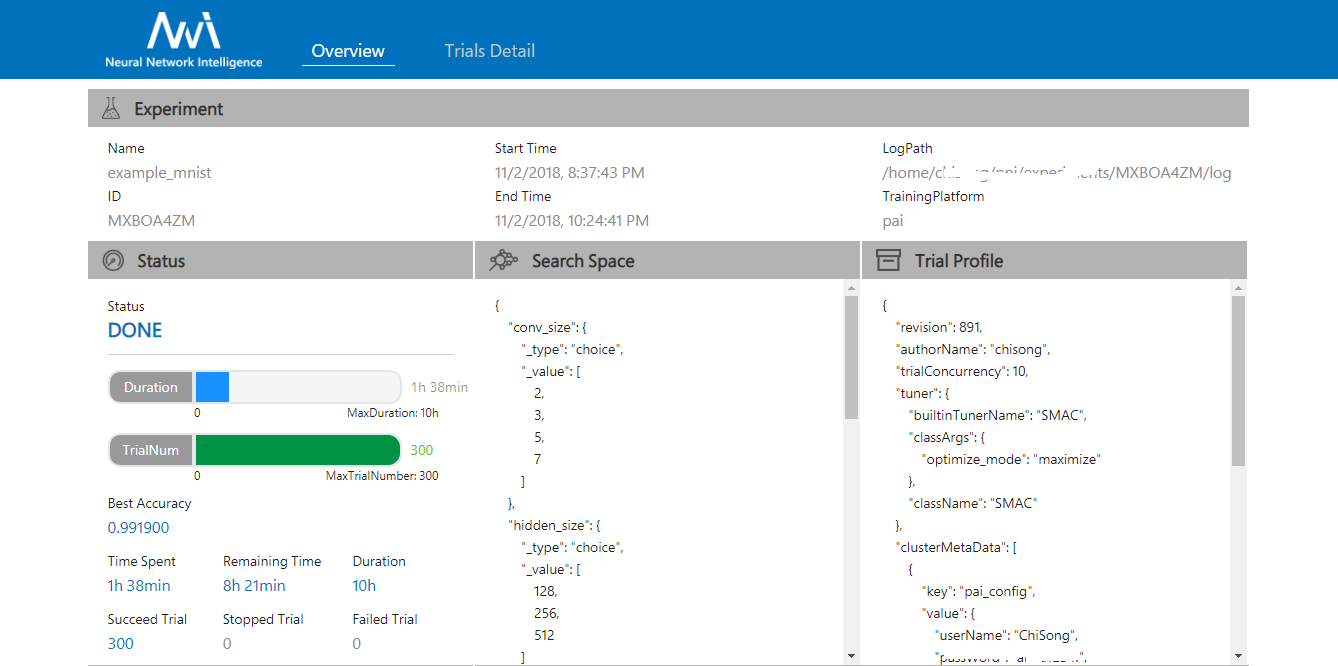 NNi
Neural Network Intelligence
Overview
Trials Detail
Experiment
Name
example_mnist
ID
MXBOA4ZM
Start Time
11/2/2018, 8:37:43 PM
End Time
11/2/2018, 10:24:41 PM
LogPath
/MXBOA4ZM/log
TrainingPlatform
pai
Status
Status
DONE
Duration
1h 38min
0
MaxDuration: 10h
TrialNum
300
0
MaxTrialNumber: 300
Best Accuracy
0.991900
Time Spent
Remaining Time
Duration
1h 38min
8h 21min
10h
Succeed Trial
Stopped Trial
Failed Trial
300
0
0
Search Space
{
"conv_size": {
"_type": "choice",
"_value": [
2,
3,
5,
7
]
},
"hidden_size": {
"_type": "choice",
"_value": [
128,
256,
512
]
Trial Profile
{
"revision": 891,
"authorName": "chisong",
"trialConcurrency": 10,
"tuner": {
"builtinTunerName": "SMAC",
"classArgs": {
"optimize_mode": "maximize"
},
"className": "SMAC"
},
"clusterMetaData": [
{
"key": "pai_config",
"value": {
"userName": "ChiSong",